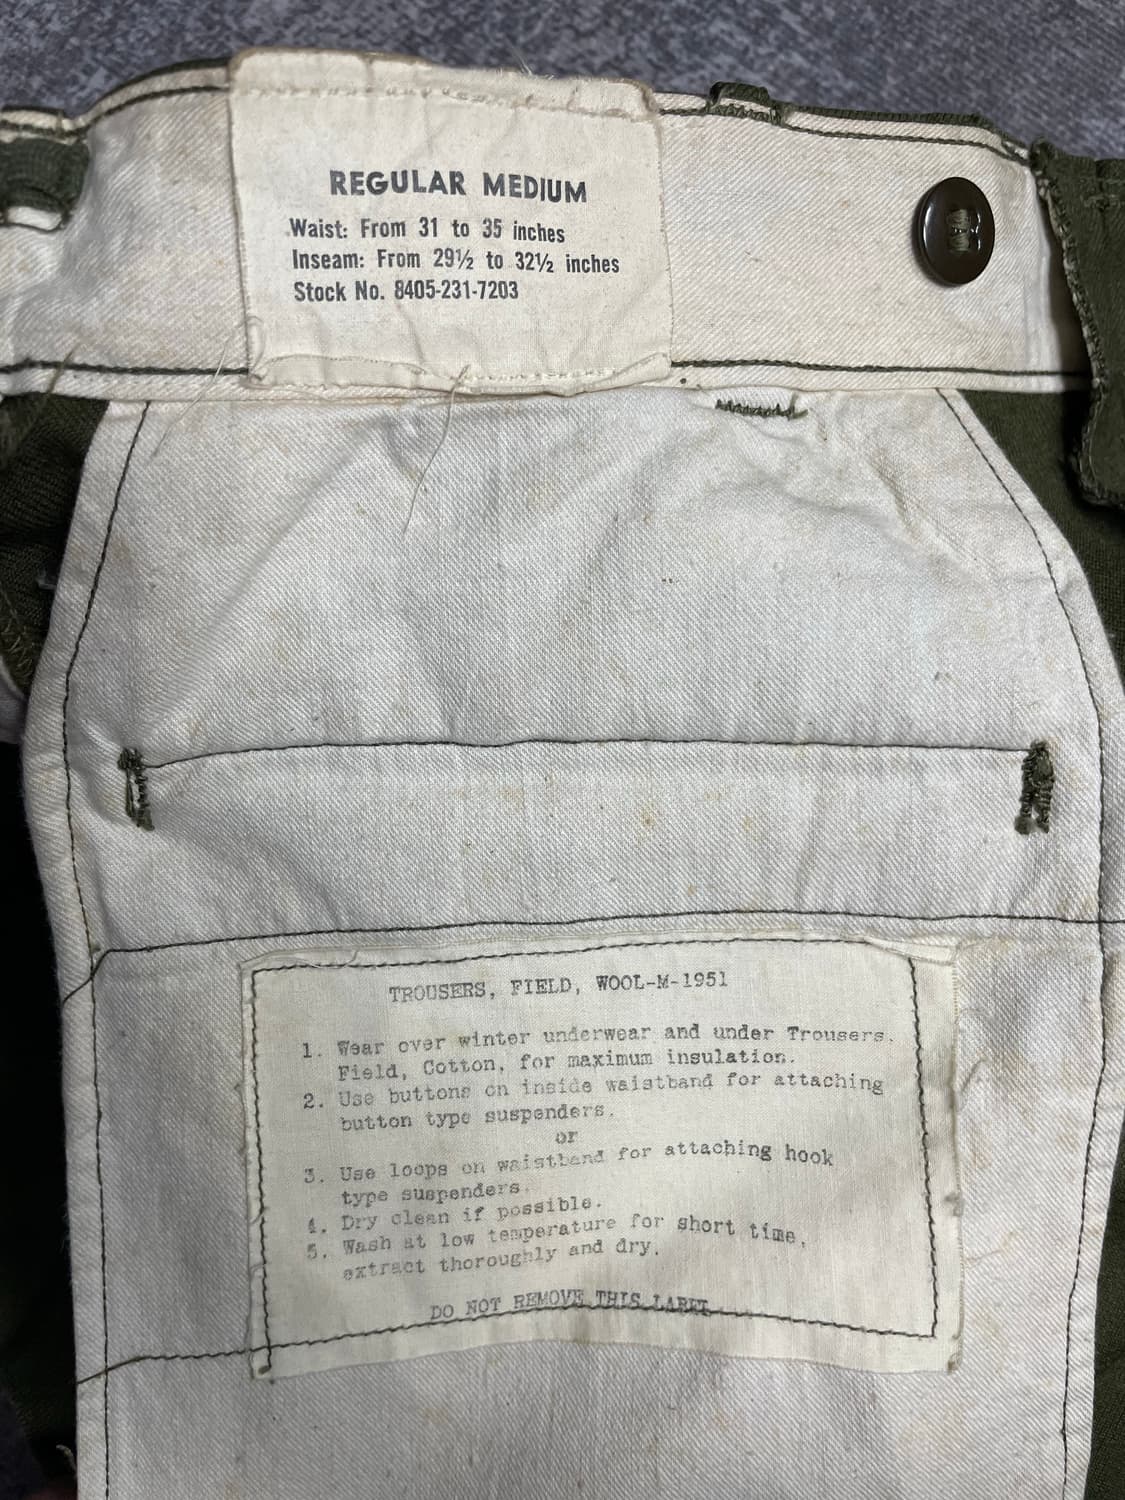 REGULAR MEDIUM
Waist: From 31 to 35 inches
Inseam: From 29½ to 32½ inches
Stock No. 8405-231-7203
TROUSERS, FIELD, WOOL-M-1951
1. Wear over winter underwear and under Trousers.
Field, Cotton, for maximum insulation.
2. Use buttons on inside waistband for attaching
button type suspenders.
or
3. Use loops on waistband for attaching hook
type suspenders.
4. Dry clean if possible.
5. Wash at low temperature for short time,
extract thoroughly and dry.
DO NOT REMOVE THIS LABEL